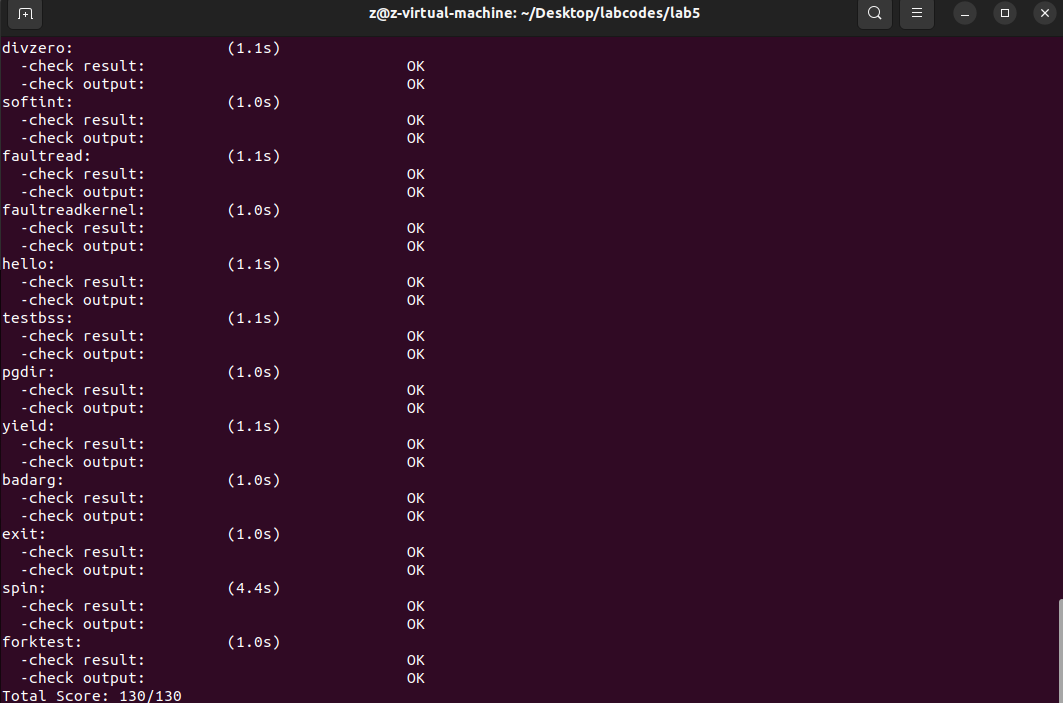 z@z-virtual-machine: ~/Desktop/labcodes/lab5
divzero: (1.1s)
-check result: OK
-check output: OK
softint: (1.0s)
-check result: OK
-check output: OK
faultread: (1.1s)
-check result: OK
-check output: OK
faultreadkernel: (1.0s)
-check result: OK
-check output: OK
hello: (1.1s)
-check result: OK
-check output: OK
testbss: (1.1s)
-check result: OK
-check output: OK
pgdir: (1.0s)
-check result: OK
-check output: OK
yield: (1.1s)
-check result: OK
-check output: OK
badarg: (1.0s)
-check result: OK
-check output: OK
exit: (1.0s)
-check result: OK
-check output: OK
spin: (4.4s)
-check result: OK
-check output: OK
forktest: (1.0s)
-check result: OK
-check output: OK
Total Score: 130/130